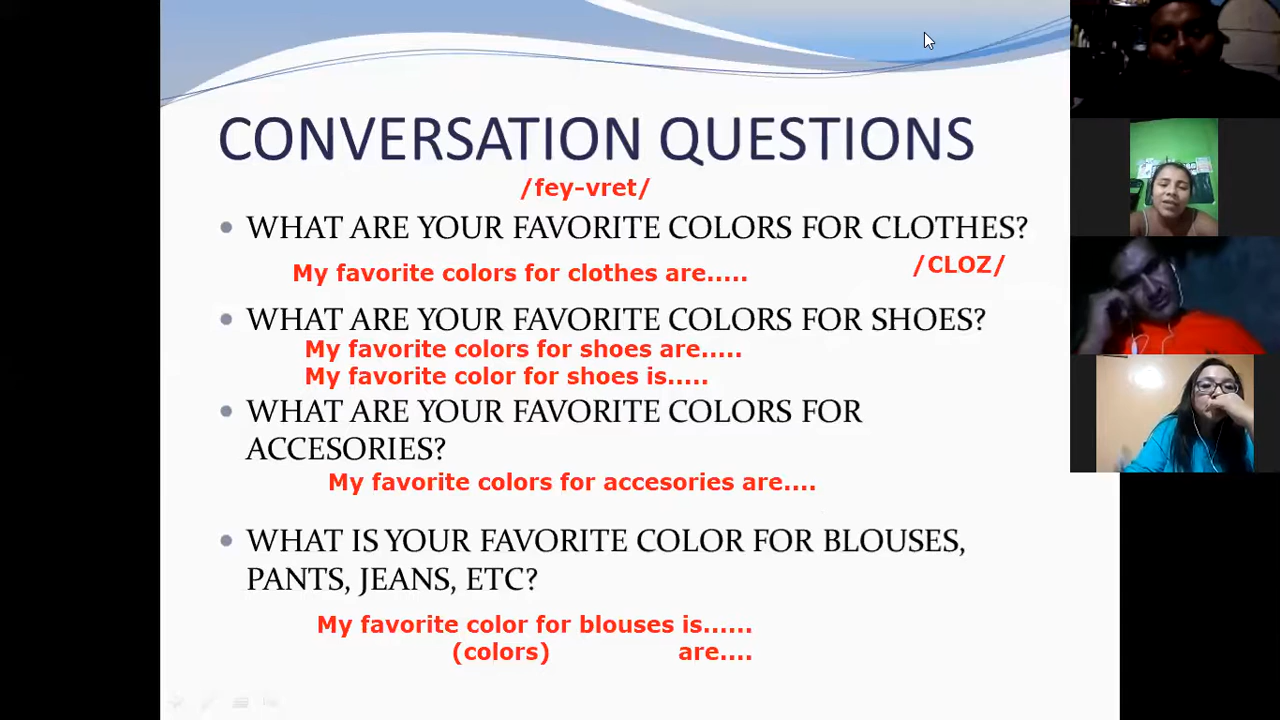 CONVERSATION QUESTIONS
/fey-vret/
• WHAT ARE YOUR FAVORITE COLORS FOR CLOTHES?
/CLOZ/
My favorite colors for clothes are.....
• WHAT ARE YOUR FAVORITE COLORS FOR SHOES?
My favorite colors for shoes are.....
My favorite color for shoes is.....
• WHAT ARE YOUR FAVORITE COLORS FOR
ACCESORIES?
My favorite colors for accesories are....
• WHAT IS YOUR FAVORITE COLOR FOR BLOUSES,
PANTS, JEANS, ETC?
My favorite color for blouses is......
(colors) are....